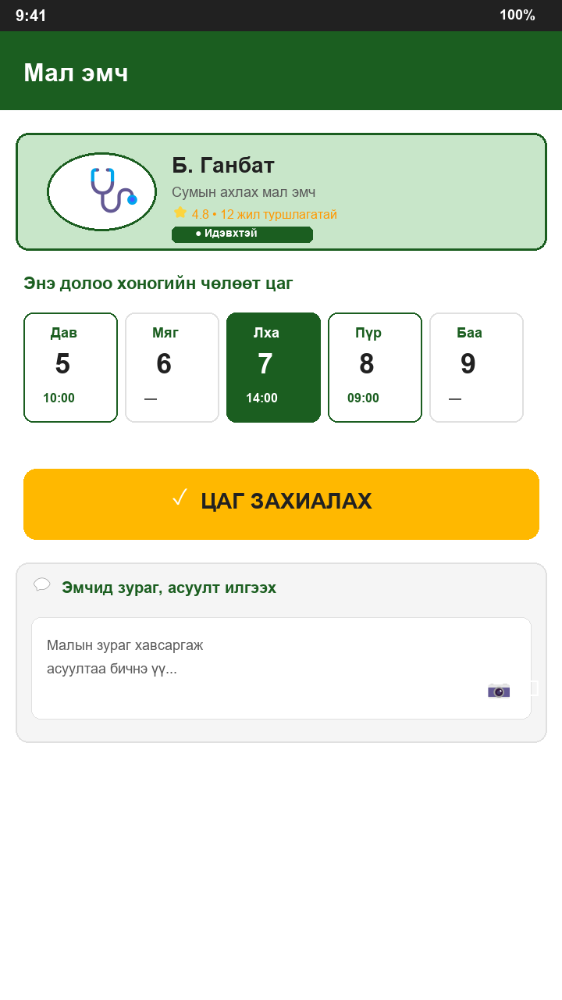 9:41 100%
Мал эмч
Б. Ганбат
Сумын ахлах мал эмч
4.8 • 12 жил туршлагатай
● Идэвхтэй
Энэ долоо хоногийн чөлөөт цаг
Дав Мяг Лха Пүр Баа
5 6 7 8 9
10:00 — 14:00 09:00 —
✓ ЦАГ ЗАХИАЛАХ
Эмчид зураг, асуулт илгээх
Малын зураг хавсаргаж
асуултаа бичнэ үү...